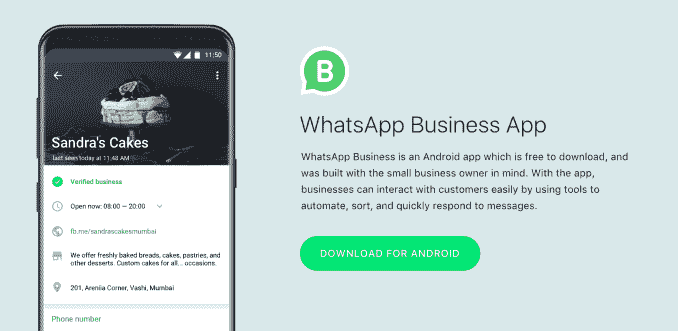 11:50
Sandra's Cakes
last seen today at 11:48 AM
Verified business
Open now: 08:00 – 20:00
fb.me/sandrascakesmumbai
We offer freshly baked breads, cakes, pastries, and
other desserts. Custom cakes for all... occasions.
201, Areniia Corner, Vashi, Mumbai
Phone number
B
WhatsApp Business App
WhatsApp Business is an Android app which is free to download, and
was built with the small business owner in mind. With the app,
businesses can interact with customers easily by using tools to
automate, sort, and quickly respond to messages.
DOWNLOAD FOR ANDROID